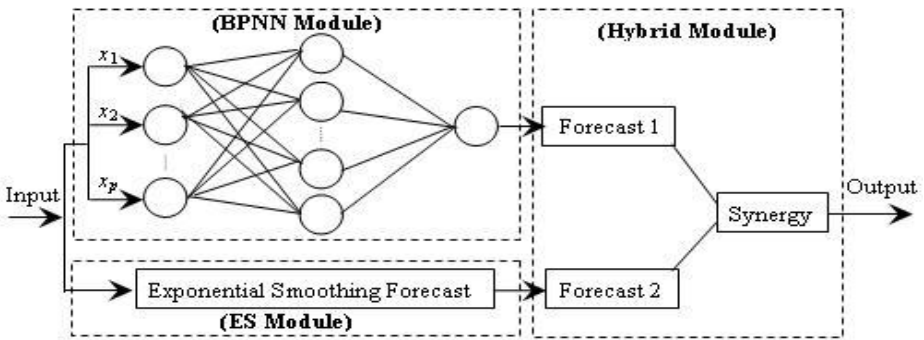 (BPNN Module)
(Hybrid Module)
x1
x2
xp
Forecast 1
Input
Synergy
Output
Exponential Smoothing Forecast
Forecast 2
(ES Module)